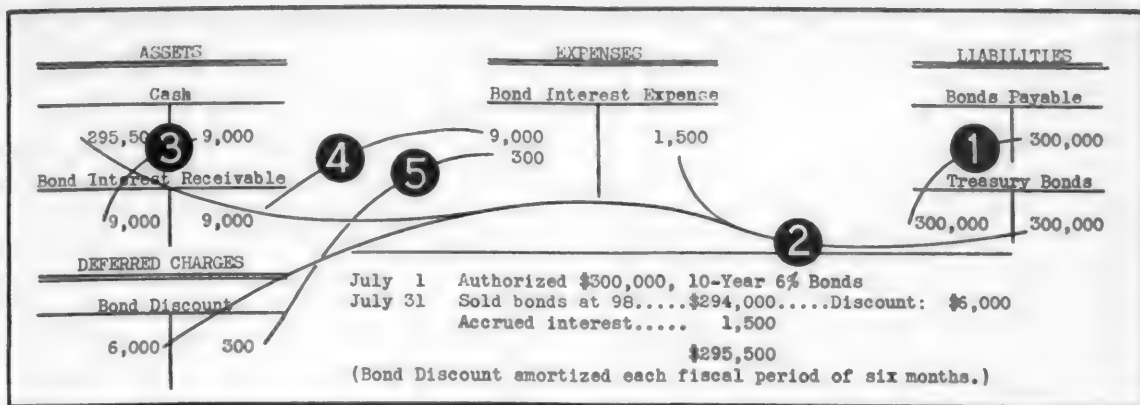 ASSETS EXPENSES LIABILITIES
Cash Bond Interest Expense Bonds Payable
295,50 3 9,000 4 5 9,000 1,500 1 300,000
300
Bond Interest Receivable Treasury Bonds
9,000 9,000 300,000 300,000
2
DEFERRED CHARGES
Bond Discount
6,000 300
July 1 Authorized $300,000, 10-Year 6% Bonds
July 31 Sold bonds at 98.....$294,000.....Discount: $6,000
Accrued interest..... 1,500
$295,500
(Bond Discount amortized each fiscal period of six months.)